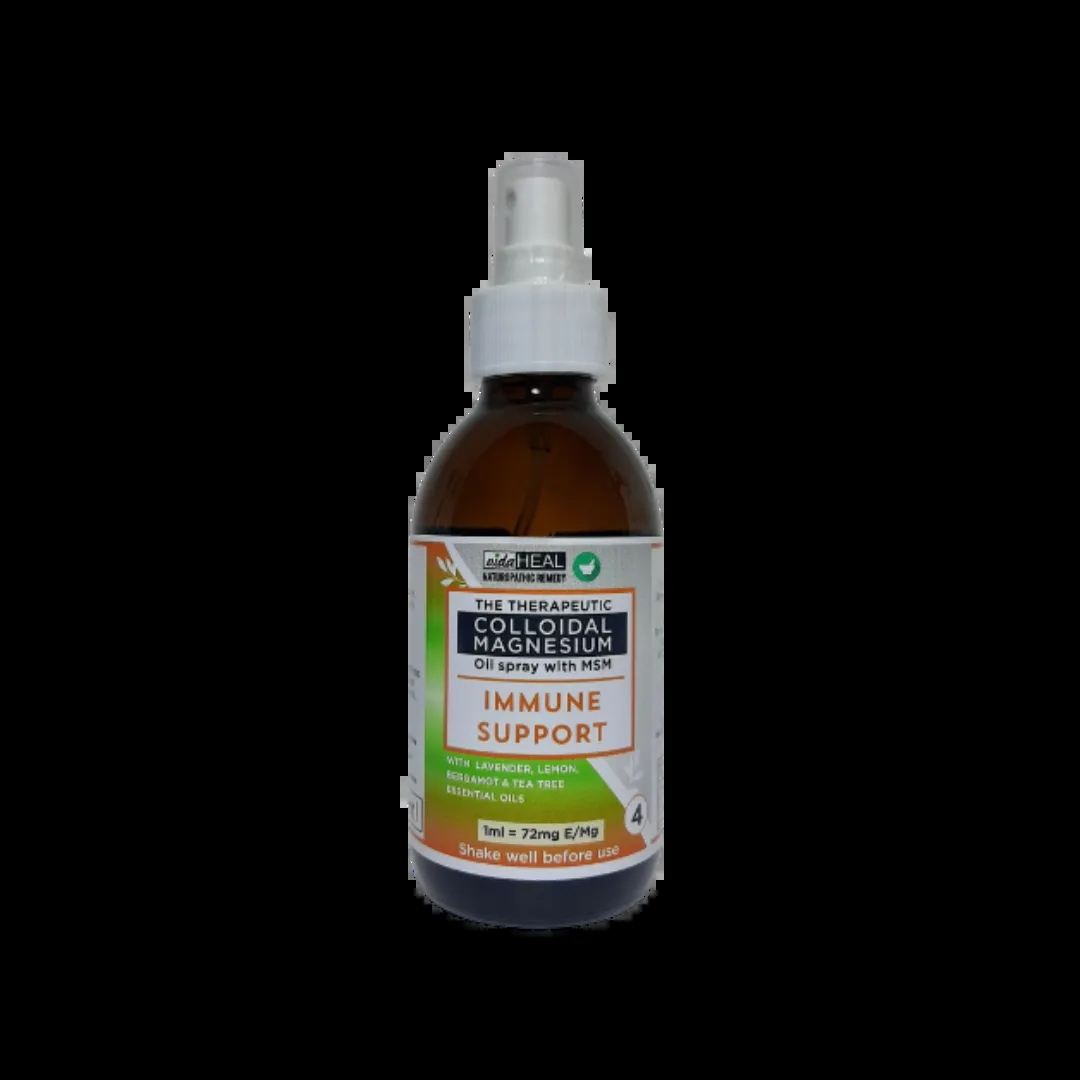 vidaHEAL
NATUROPATHIC REMEDY
THE THERAPEUTIC
COLLOIDAL
MAGNESIUM
Oil spray with MSM
IMMUNE
SUPPORT
WITH LAVENDER, LEMON,
BERGAMOT & TEA TREE
ESSENTIAL OILS
4
1ml = 72mg E/Mg
Shake well before use